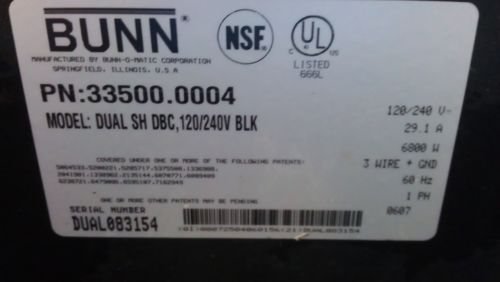 BUNN®
NSF®
C UL US ®
LISTED
666L
MANUFACTURED BY BUNN-O-MATIC CORPORATION
SPRINGFIELD, ILLINOIS, U.S.A
PN:33500.0004
MODEL: DUAL SH DBC,120/240V BLK
120/240 V~
29.1 A
6800 W
3 WIRE + GND
60 Hz
1 PH
0607
COVERED UNDER ONE OR MORE OF THE FOLLOWING PATENTS:
ONE OR MORE OTHER PATENTS MAY BE PENDING
SERIAL NUMBER
DUAL083154